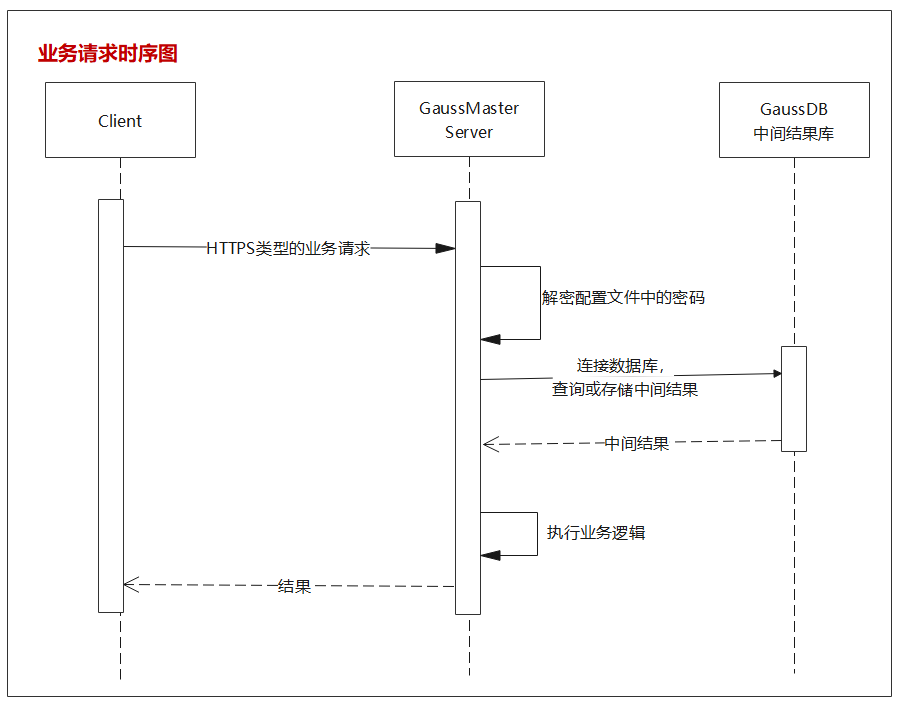 业务请求时序图
Client
GaussMaster
Server
GaussDB
中间结果库
HTTPS类型的业务请求
解密配置文件中的密码
连接数据库，
查询或存储中间结果
中间结果
执行业务逻辑
结果